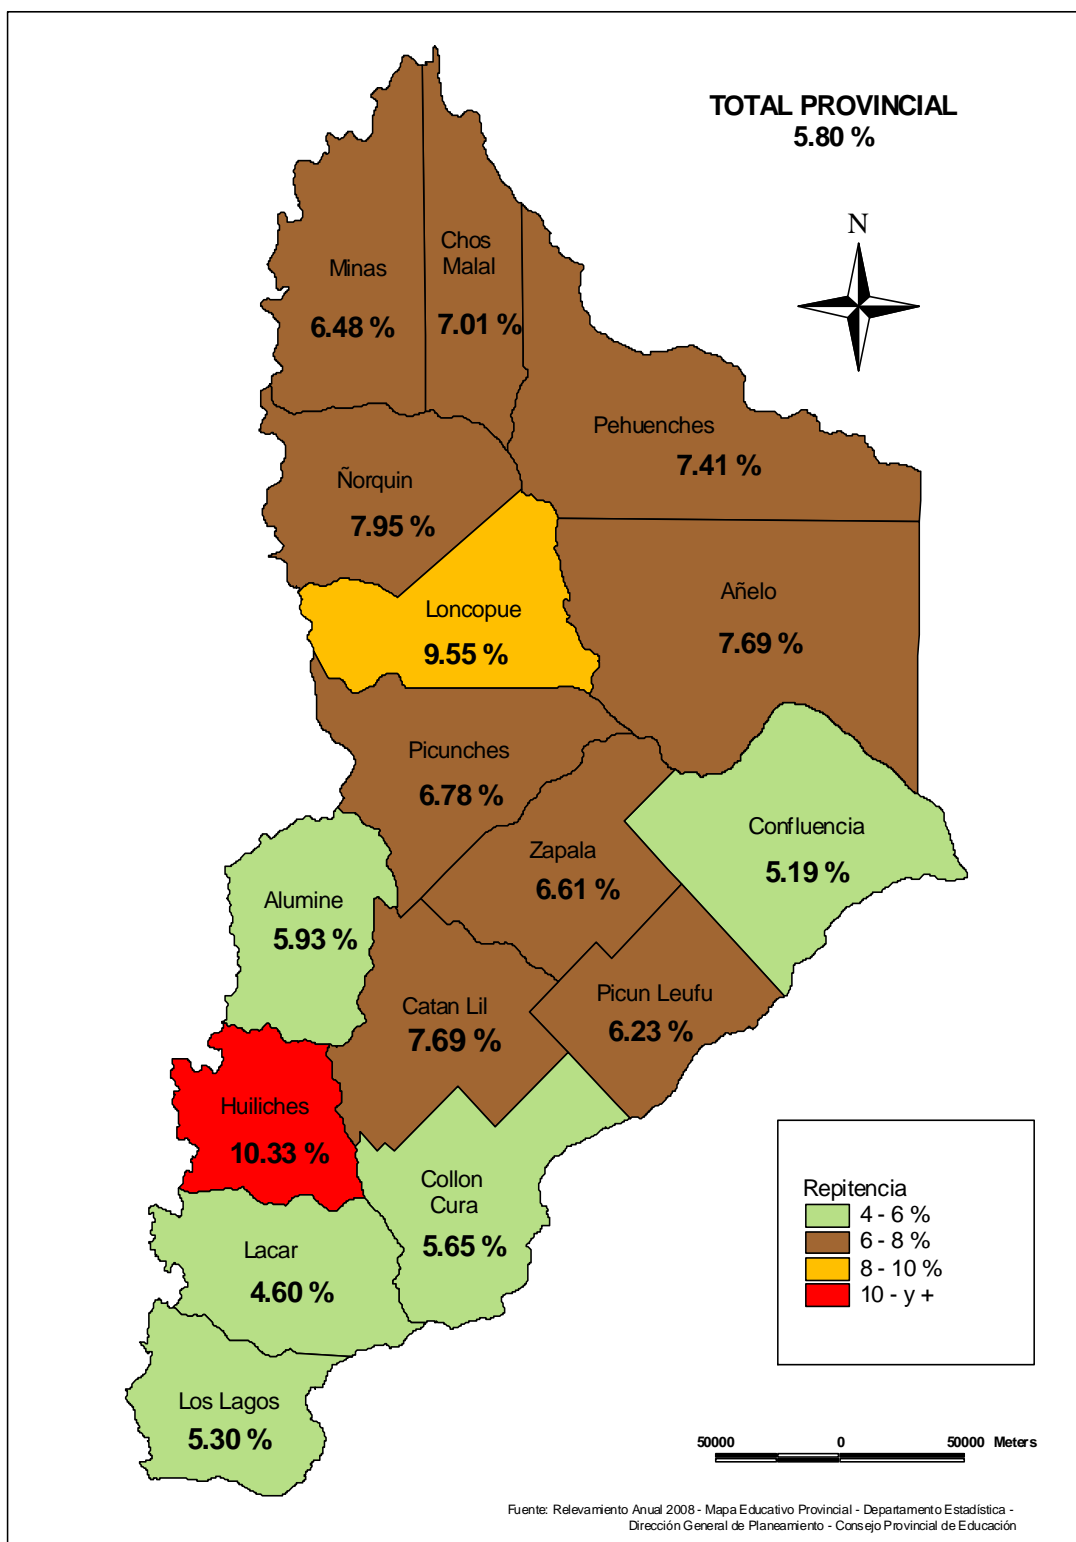 TOTAL PROVINCIAL
5.80 %
N
Chos
Malal
7.01 %
Minas
6.48 %
Pehuenches
7.41 %
Ñorquin
7.95 %
Añelo
7.69 %
Loncopue
9.55 %
Picunches
6.78 %
Confluencia
5.19 %
Zapala
6.61 %
Alumine
5.93 %
Picun Leufu
6.23 %
Catan Lil
7.69 %
Huiliches
10.33 %
Collon
Cura
5.65 %
Lacar
4.60 %
Los Lagos
5.30 %
Repitencia
4 - 6 %
6 - 8 %
8 - 10 %
10 - y +
50000 0 50000 Meters
Fuente: Relevamiento Anual 2008 - Mapa Educativo Provincial - Departamento Estadística -
Dirección General de Planeamiento - Consejo Provincial de Educación